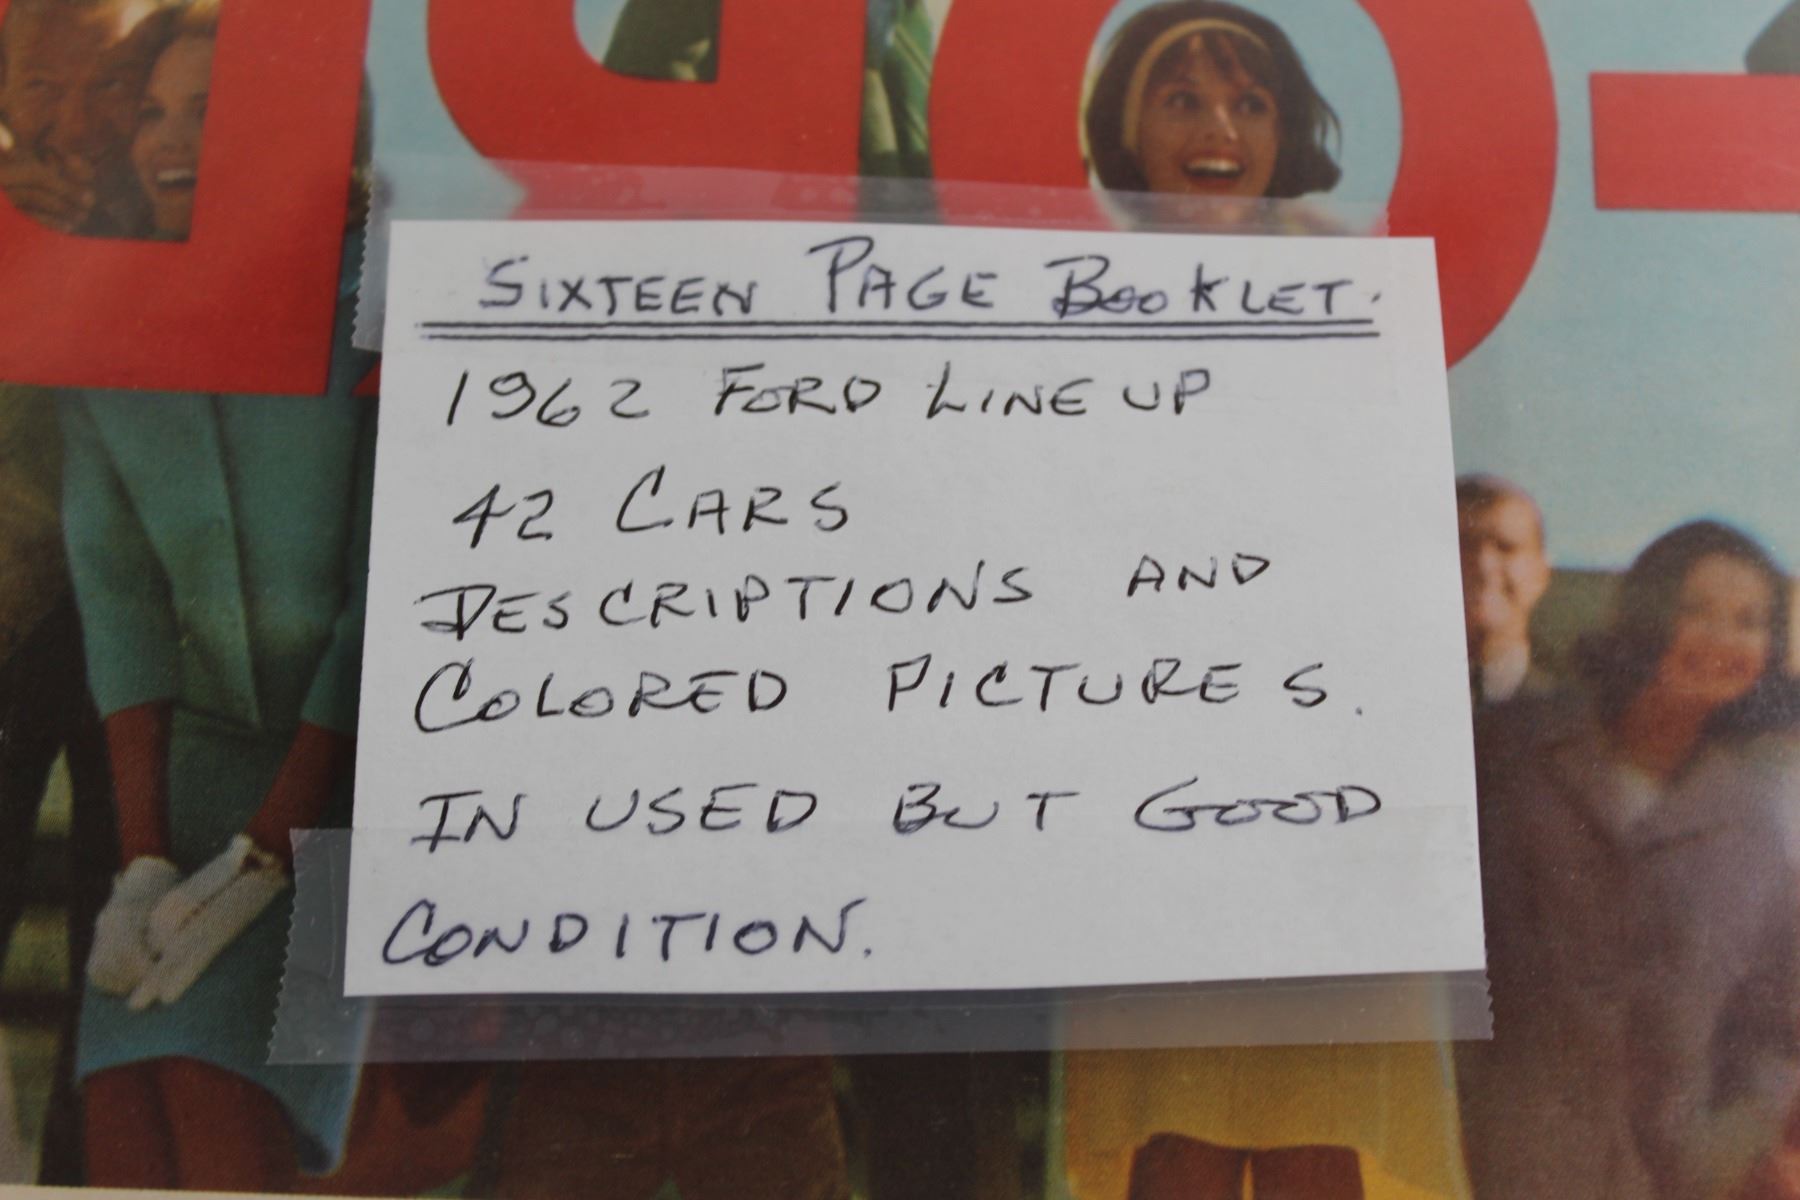 SIXTEEN PAGE BOOKLET.
1962 FORD LINE UP
42 CARS
DESCRIPTIONS AND
COLORED PICTURES.
IN USED BUT GOOD
CONDITION.